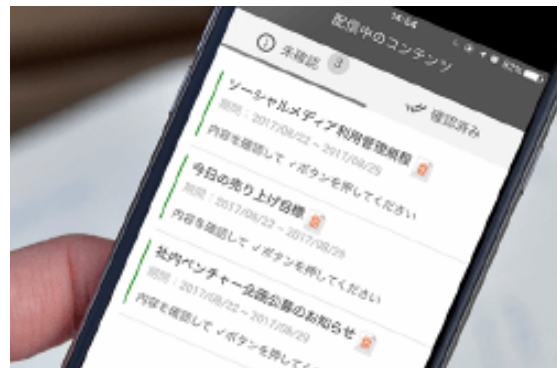 14:54
92%
配信中のコンテンツ
未確認 3
確認済み
ソーシャルメディア利用管理規程
期間：2017/08/22 ~ 2017/08/29
内容を確認して ✓ボタンを押してください
今日の売り上げ目標
期間：2017/08/22 ~ 2017/08/29
内容を確認して ✓ボタンを押してください
社内ベンチャー企画公募のお知らせ
期間：2017/08/22 ~ 2017/08/29
内容を確認して ✓ボタンを押してく